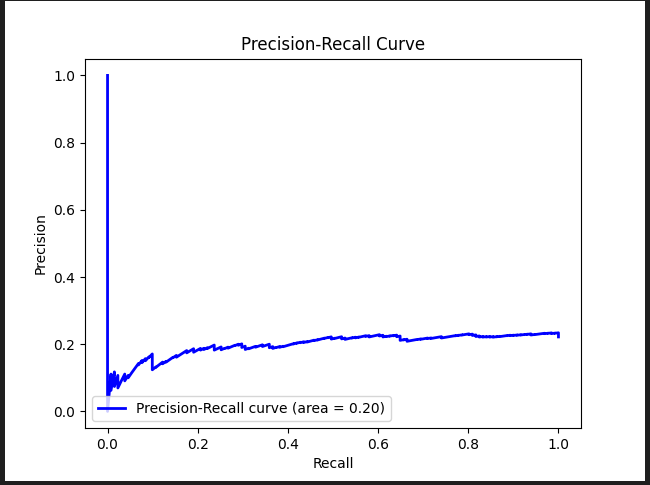 Precision-Recall Curve
1.0
0.8
0.6
0.4
0.2
0.0
Precision
Precision-Recall curve (area = 0.20)
0.0 0.2 0.4 0.6 0.8 1.0
Recall